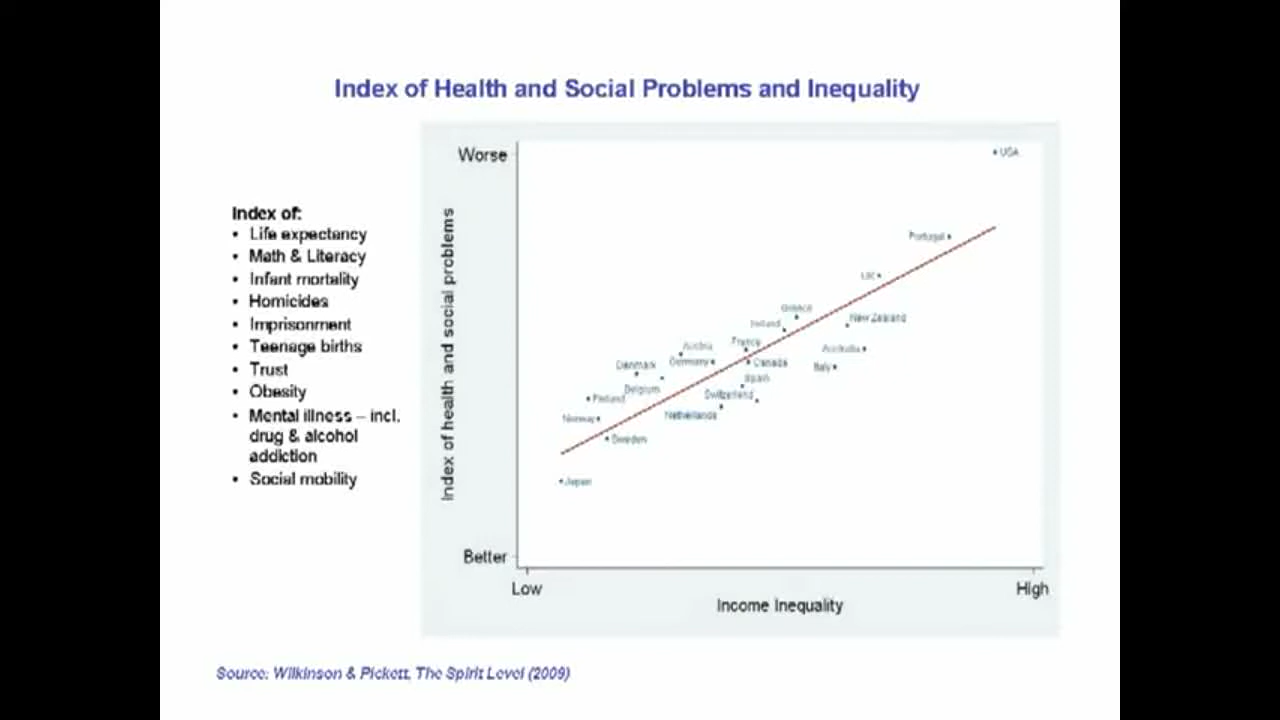 Index of Health and Social Problems and Inequality
Index of:
• Life expectancy
• Math & Literacy
• Infant mortality
• Homicides
• Imprisonment
• Teenage births
• Trust
• Obesity
• Mental illness – incl.
drug & alcohol
addiction
• Social mobility
Index of health and social problems
Worse
Better
USA
Portugal
UK
Greece
New Zealand
Ireland
France
Austria
Australia
Germany
Canada
Italy
Denmark
Spain
Belgium
Switzerland
Finland
Netherlands
Norway
Sweden
Japan
Low
High
Income Inequality
Source: Wilkinson & Pickett, The Spirit Level (2009)